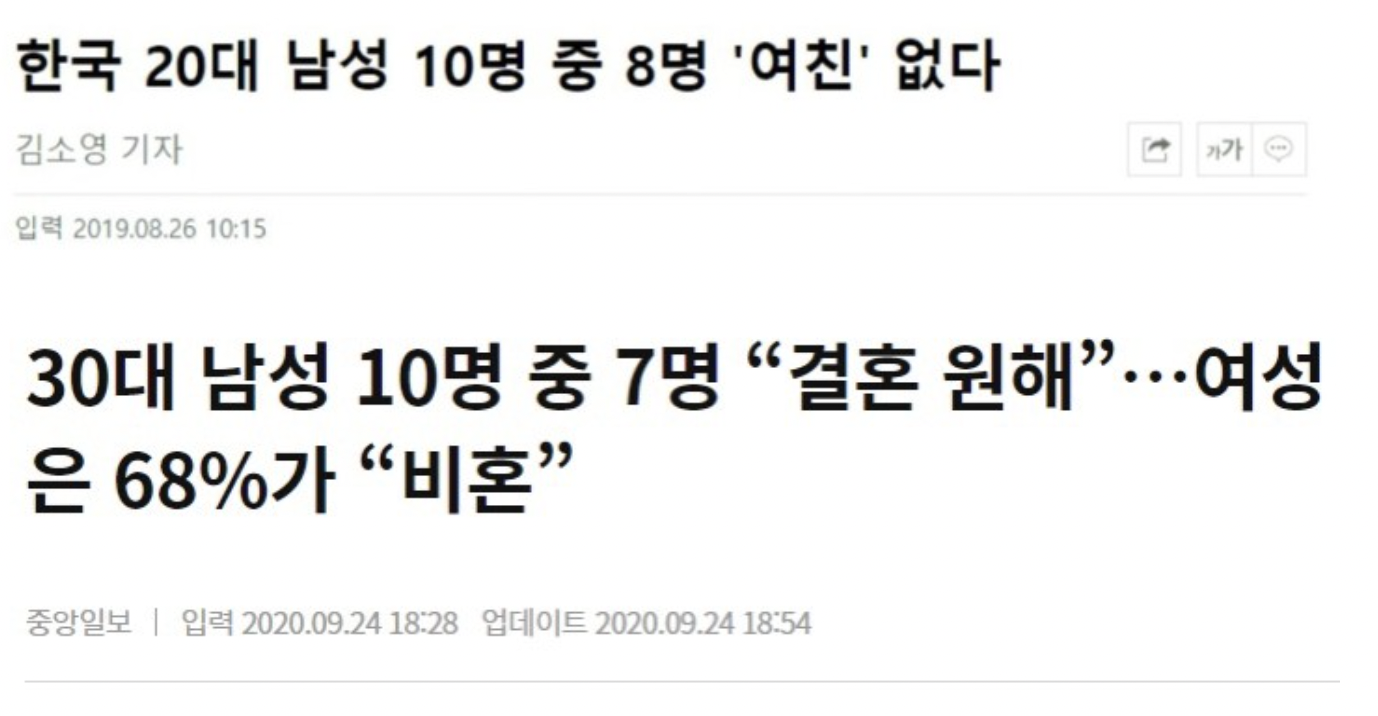 한국 20대 남성 10명 중 8명 '여친' 없다
김소영 기자
가가
입력 2019.08.26 10:15
30대 남성 10명 중 7명 “결혼 원해”…여성
은 68%가 “비혼”
중앙일보 | 입력 2020.09.24 18:28 업데이트 2020.09.24 18:54